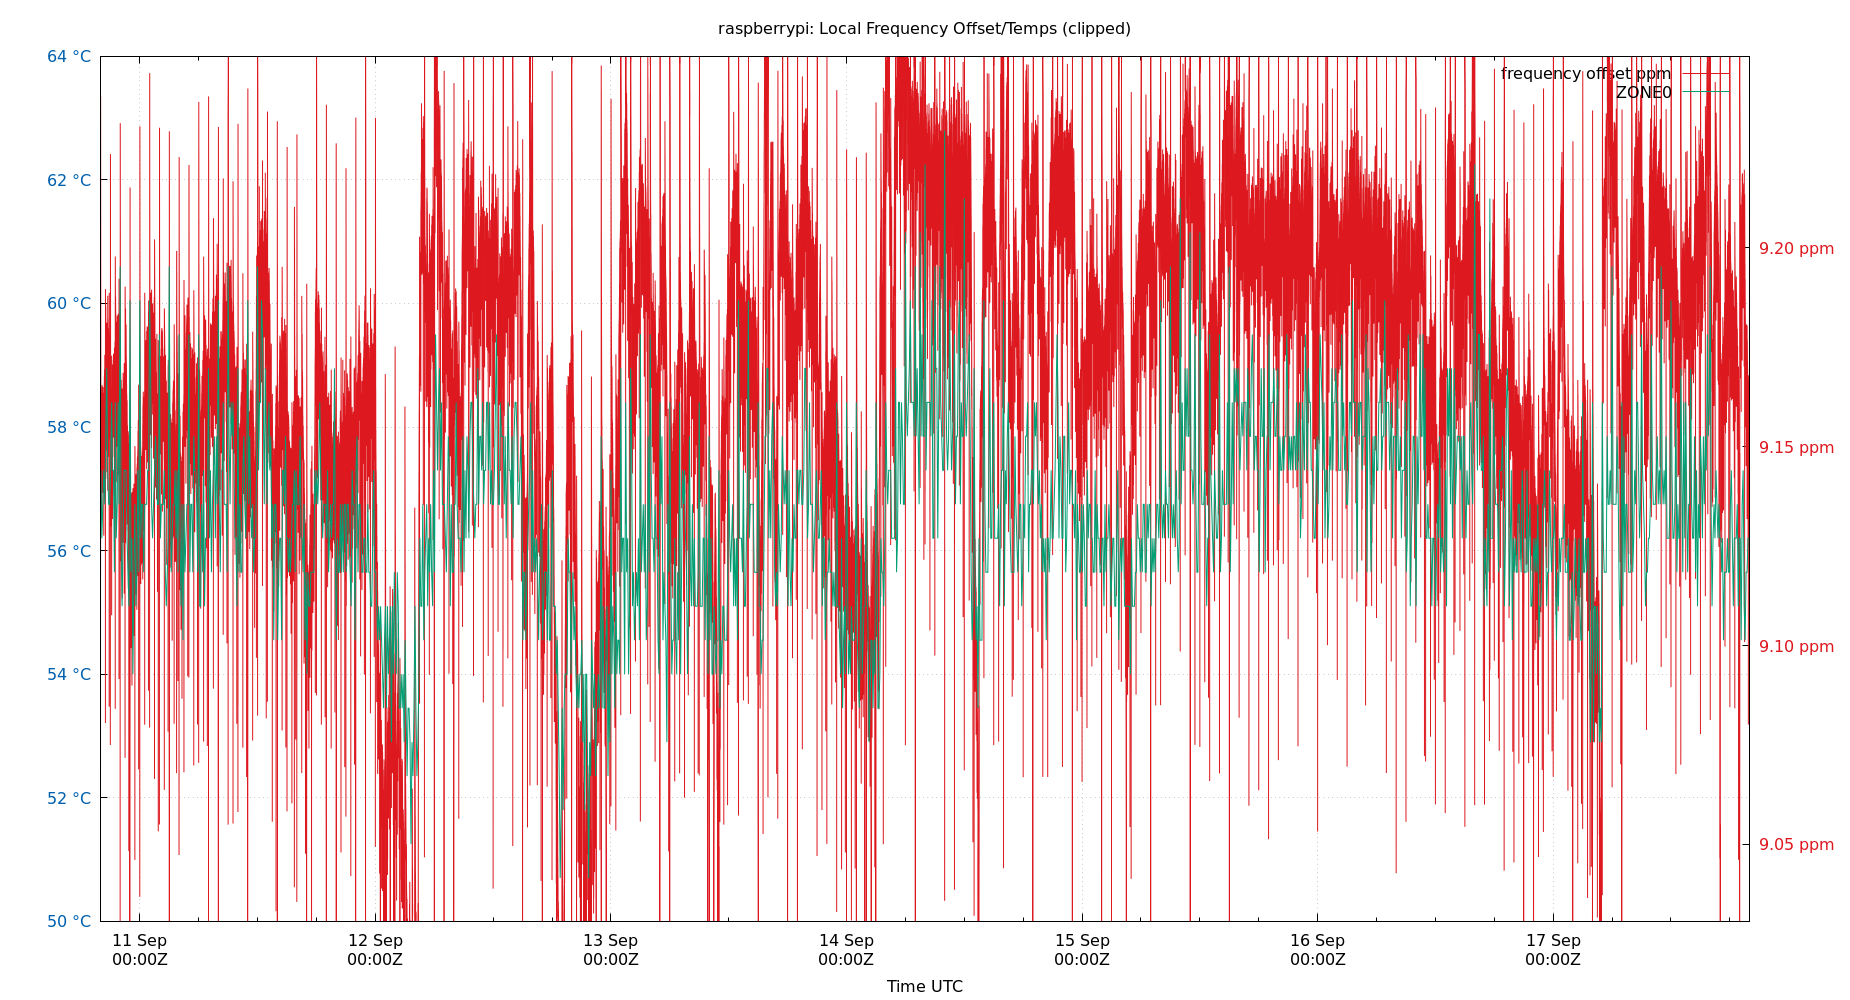 raspberrypi: Local Frequency Offset/Temps (clipped)
64 °C
62 °C
60 °C
58 °C
56 °C
54 °C
52 °C
50 °C
frequency offset ppm
ZONE0
9.20 ppm
9.15 ppm
9.10 ppm
9.05 ppm
11 Sep
00:00Z
12 Sep
00:00Z
13 Sep
00:00Z
14 Sep
00:00Z
15 Sep
00:00Z
16 Sep
00:00Z
17 Sep
00:00Z
Time UTC